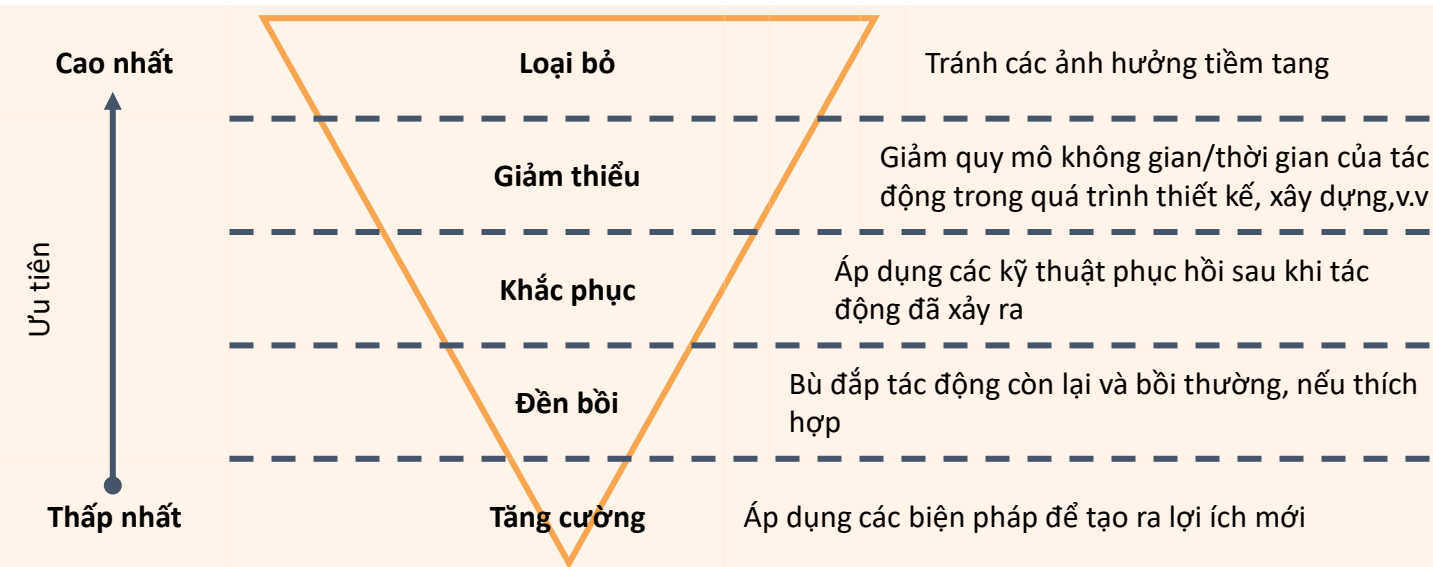 Cao nhất
Loại bỏ
Tránh các ảnh hưởng tiềm tang
Giảm thiểu
Giảm quy mô không gian/thời gian của tác
động trong quá trình thiết kế, xây dựng,v.v
Ưu tiên
Khắc phục
Áp dụng các kỹ thuật phục hồi sau khi tác
động đã xảy ra
Đền bồi
Bù đắp tác động còn lại và bồi thường, nếu thích
hợp
Thấp nhất
Tăng cường
Áp dụng các biện pháp để tạo ra lợi ích mới